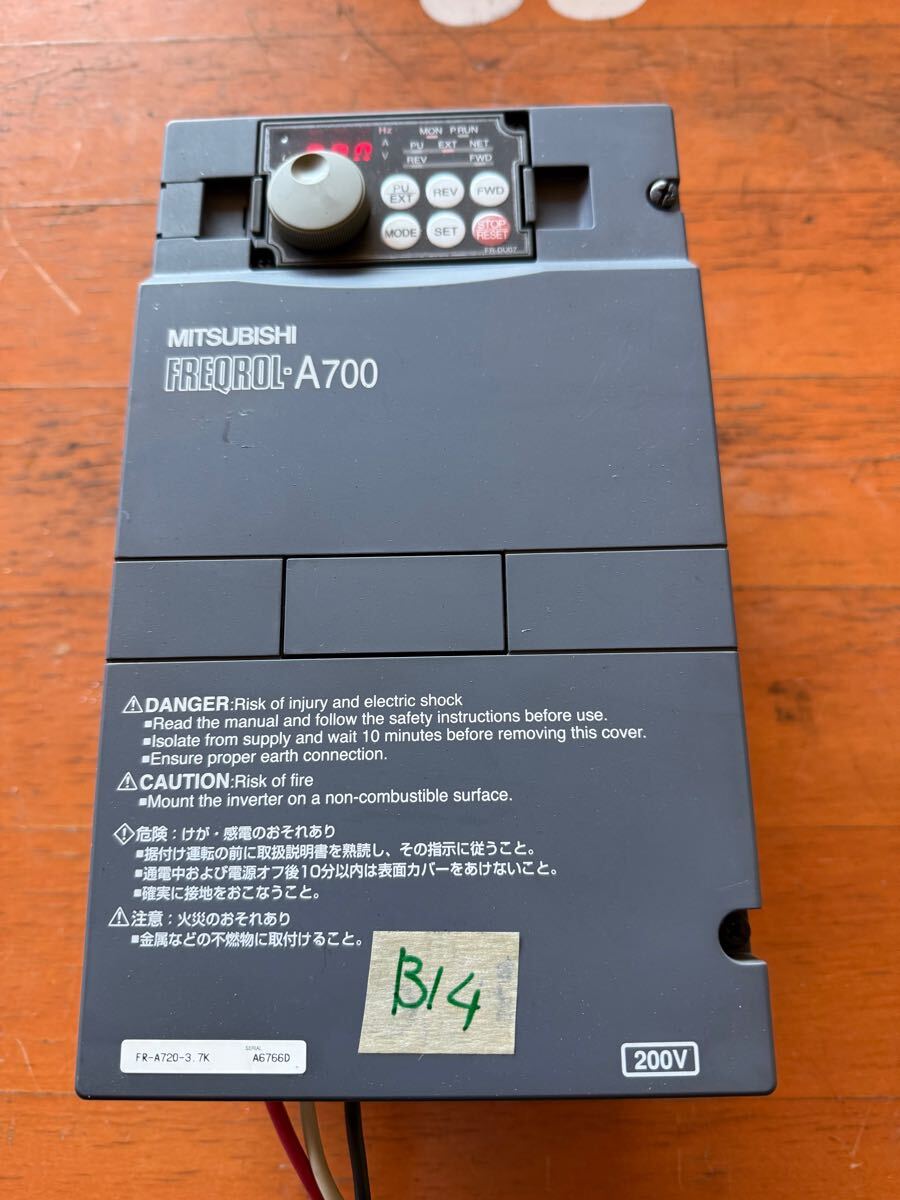 Hz
A
V
MON P.RUN
PU EXT NET
REV FWD
PU
EXT
REV
FWD
MODE
SET
STOP
RESET
FR-DU07
MITSUBISHI
FREQROL-A700
⚠DANGER:Risk of injury and electric shock
■Read the manual and follow the safety instructions before use.
■Isolate from supply and wait 10 minutes before removing this cover.
■Ensure proper earth connection.
⚠CAUTION:Risk of fire
■Mount the inverter on a non-combustible surface.
危険：けが・感電のおそれあり
■据付け運転の前に取扱説明書を熟読し、その指示に従うこと。
■通電中および電源オフ後10分以内は表面カバーをあけないこと。
■確実に接地をおこなうこと。
⚠注意：火災のおそれあり
■金属などの不燃物に取付けること。
B14
SERIAL
FR-A720-3.7K A6766D
200V